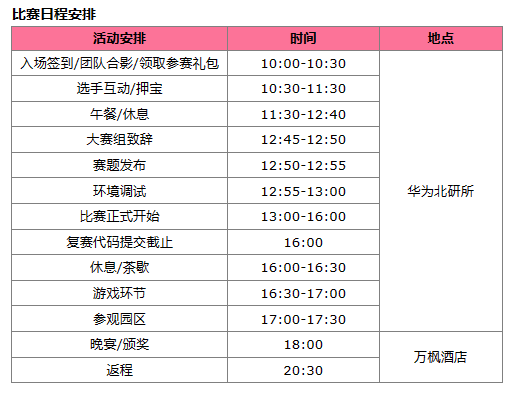 比赛日程安排
活动安排 时间 地点
入场签到/团队合影/领取参赛礼包 10:00-10:30
选手互动/押宝 10:30-11:30
午餐/休息 11:30-12:40
大赛组致辞 12:45-12:50
赛题发布 12:50-12:55
环境调试 12:55-13:00 华为北研所
比赛正式开始 13:00-16:00
复赛代码提交截止 16:00
休息/茶歇 16:00-16:30
游戏环节 16:30-17:00
参观园区 17:00-17:30
晚宴/颁奖 18:00 万枫酒店
返程 20:30